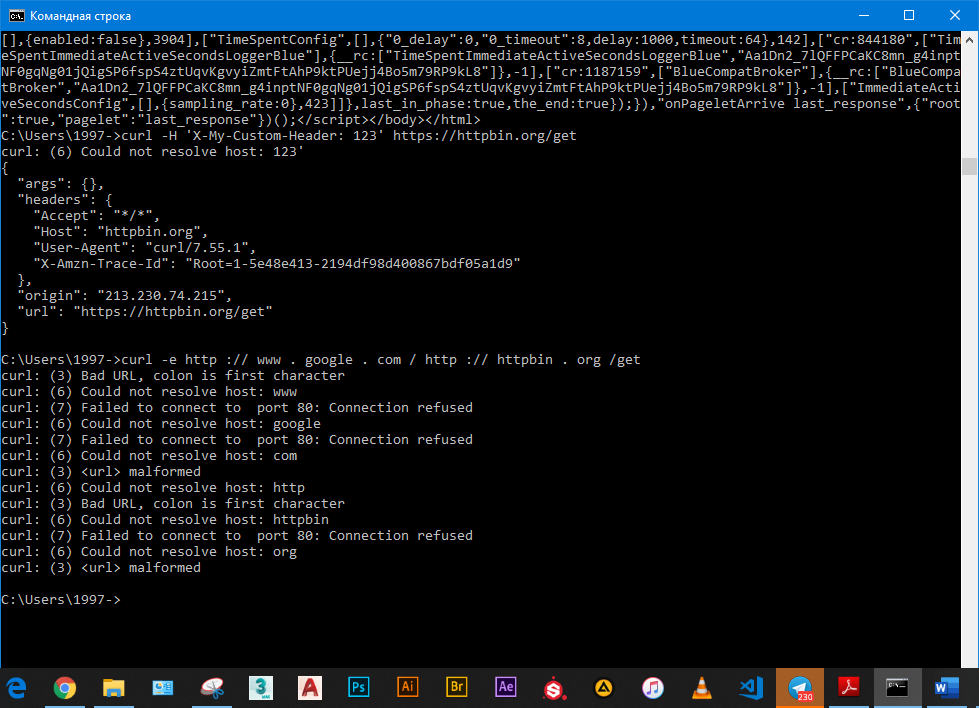 Командная строка
[],{enabled:false},3904],["TimeSpentConfig",[],{"0_delay":0,"0_timeout":8,delay:1000,timeout:64},142],["cr:844180",["Tim
eSpentImmediateActiveSecondsLoggerBlue"],{__rc:["TimeSpentImmediateActiveSecondsLoggerBlue","Aa1Dn2_7lQFFPCaKC8mn_g4inpt
NF0gqNg01jQigSP6fspS4ztUqvKgvyiZmtFtAhP9ktPUejj4Bo5m79RP9kL8"]},-1],["cr:1187159",["BlueCompatBroker"],{__rc:["BlueCompa
tBroker","Aa1Dn2_7lQFFPCaKC8mn_g4inptNF0gqNg01jQigSP6fspS4ztUqvKgvyiZmtFtAhP9ktPUejj4Bo5m79RP9kL8"]},-1],["ImmediateActi
veSecondsConfig",[],{sampling_rate:0},423]]},last_in_phase:true,the_end:true});}),"onPageletArrive last_response",{"root
":true,"pagelet":"last_response"})();</script></body></html>
C:\Users\1997->curl -H 'X-My-Custom-Header: 123' https://httpbin.org/get
curl: (6) Could not resolve host: 123'
{
"args": {},
"headers": {
"Accept": "*/*",
"Host": "httpbin.org",
"User-Agent": "curl/7.55.1",
"X-Amzn-Trace-Id": "Root=1-5e48e413-2194df98d400867bdf05a1d9"
},
"origin": "213.230.74.215",
"url": "https://httpbin.org/get"
}
C:\Users\1997->curl -e http :// www . google . com / http :// httpbin . org /get
curl: (3) Bad URL, colon is first character
curl: (6) Could not resolve host: www
curl: (7) Failed to connect to  port 80: Connection refused
curl: (6) Could not resolve host: google
curl: (7) Failed to connect to  port 80: Connection refused
curl: (6) Could not resolve host: com
curl: (3) <url> malformed
curl: (6) Could not resolve host: http
curl: (3) Bad URL, colon is first character
curl: (6) Could not resolve host: httpbin
curl: (7) Failed to connect to  port 80: Connection refused
curl: (6) Could not resolve host: org
curl: (3) <url> malformed
C:\Users\1997->
Ps
Ai
Br
Ae
230